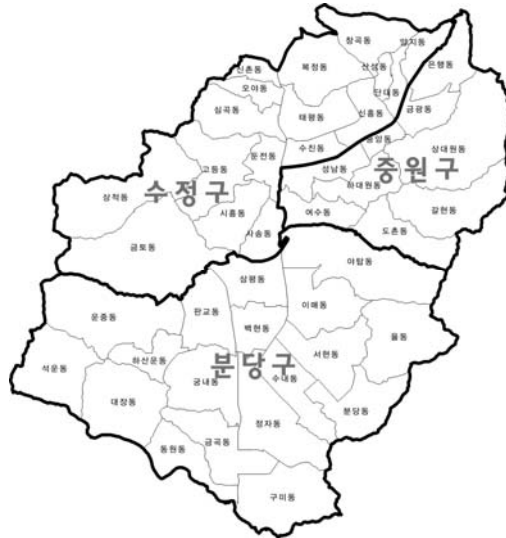 창곡동
양지동
신촌동
복정동
산성동
은행동
오야동
단대동
심곡동
태평동
신흥동
금광동
수진동
중앙동
상대원동
둔전동
성남동
고등동
하대원동
중원구
수정구
상적동
시흥동
여수동
갈현동
사송동
도촌동
금토동
야탑동
삼평동
이매동
운중동
판교동
백현동
율동
석운동
하산운동
서현동
분당구
궁내동
수내동
대장동
분당동
정자동
동원동
금곡동
구미동